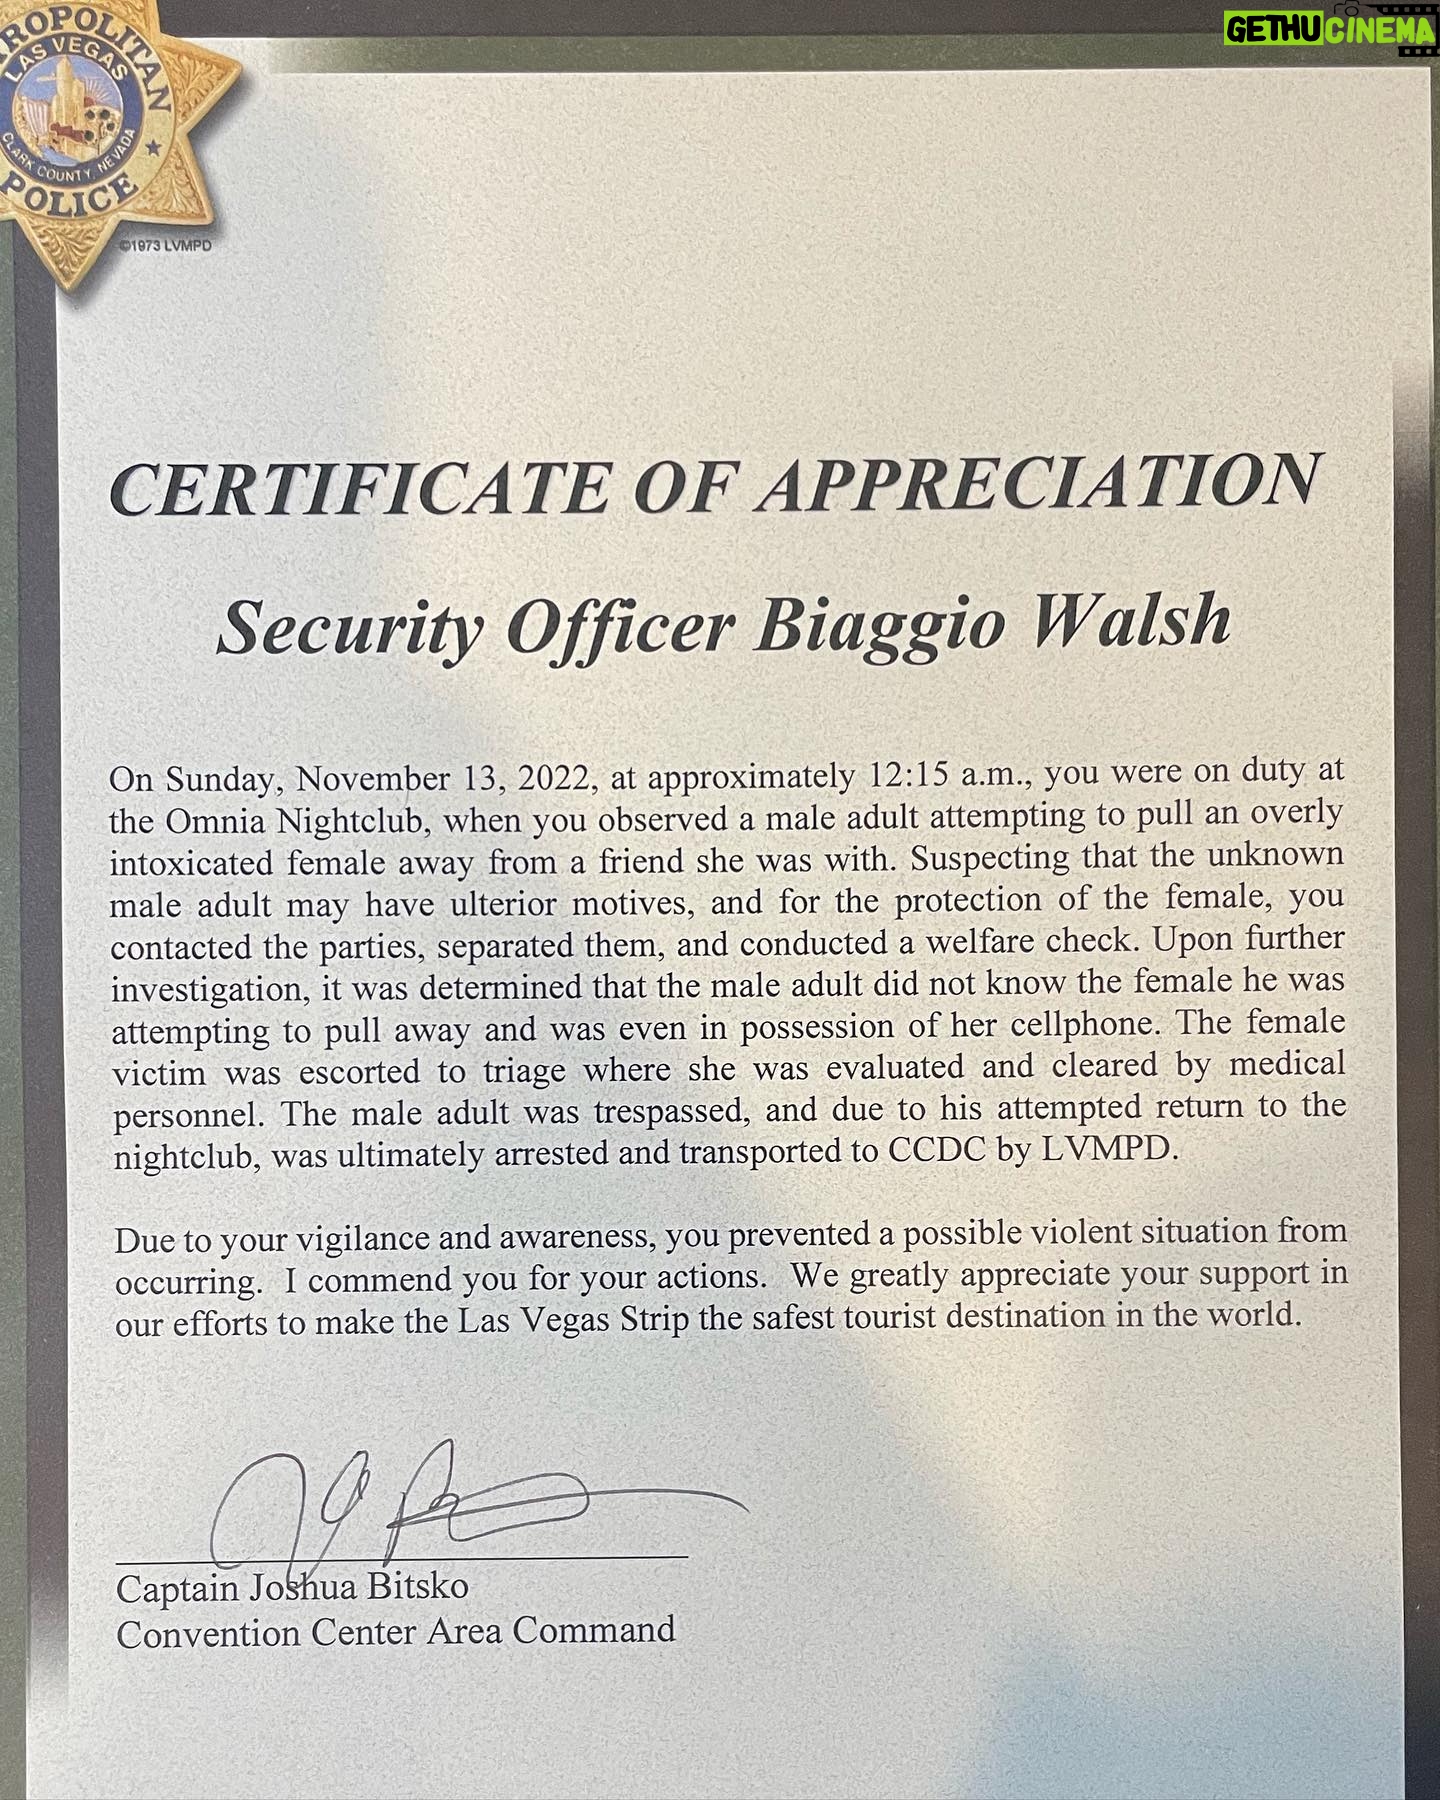 GETHUCINEMA
ROPOLITAN
LAS VEGAS
CLARK COUNTY, NEVADA
POLICE
©1973 LVMPD
CERTIFICATE OF APPRECIATION
Security Officer Biaggio Walsh
On Sunday, November 13, 2022, at approximately 12:15 a.m., you were on duty at
the Omnia Nightclub, when you observed a male adult attempting to pull an overly
intoxicated female away from a friend she was with. Suspecting that the unknown
male adult may have ulterior motives, and for the protection of the female, you
contacted the parties, separated them, and conducted a welfare check. Upon further
investigation, it was determined that the male adult did not know the female he was
attempting to pull away and was even in possession of her cellphone. The female
victim was escorted to triage where she was evaluated and cleared by medical
personnel. The male adult was trespassed, and due to his attempted return to the
nightclub, was ultimately arrested and transported to CCDC by LVMPD.
Due to your vigilance and awareness, you prevented a possible violent situation from
occurring. I commend you for your actions. We greatly appreciate your support in
our efforts to make the Las Vegas Strip the safest tourist destination in the world.
Captain Joshua Bitsko
Convention Center Area Command